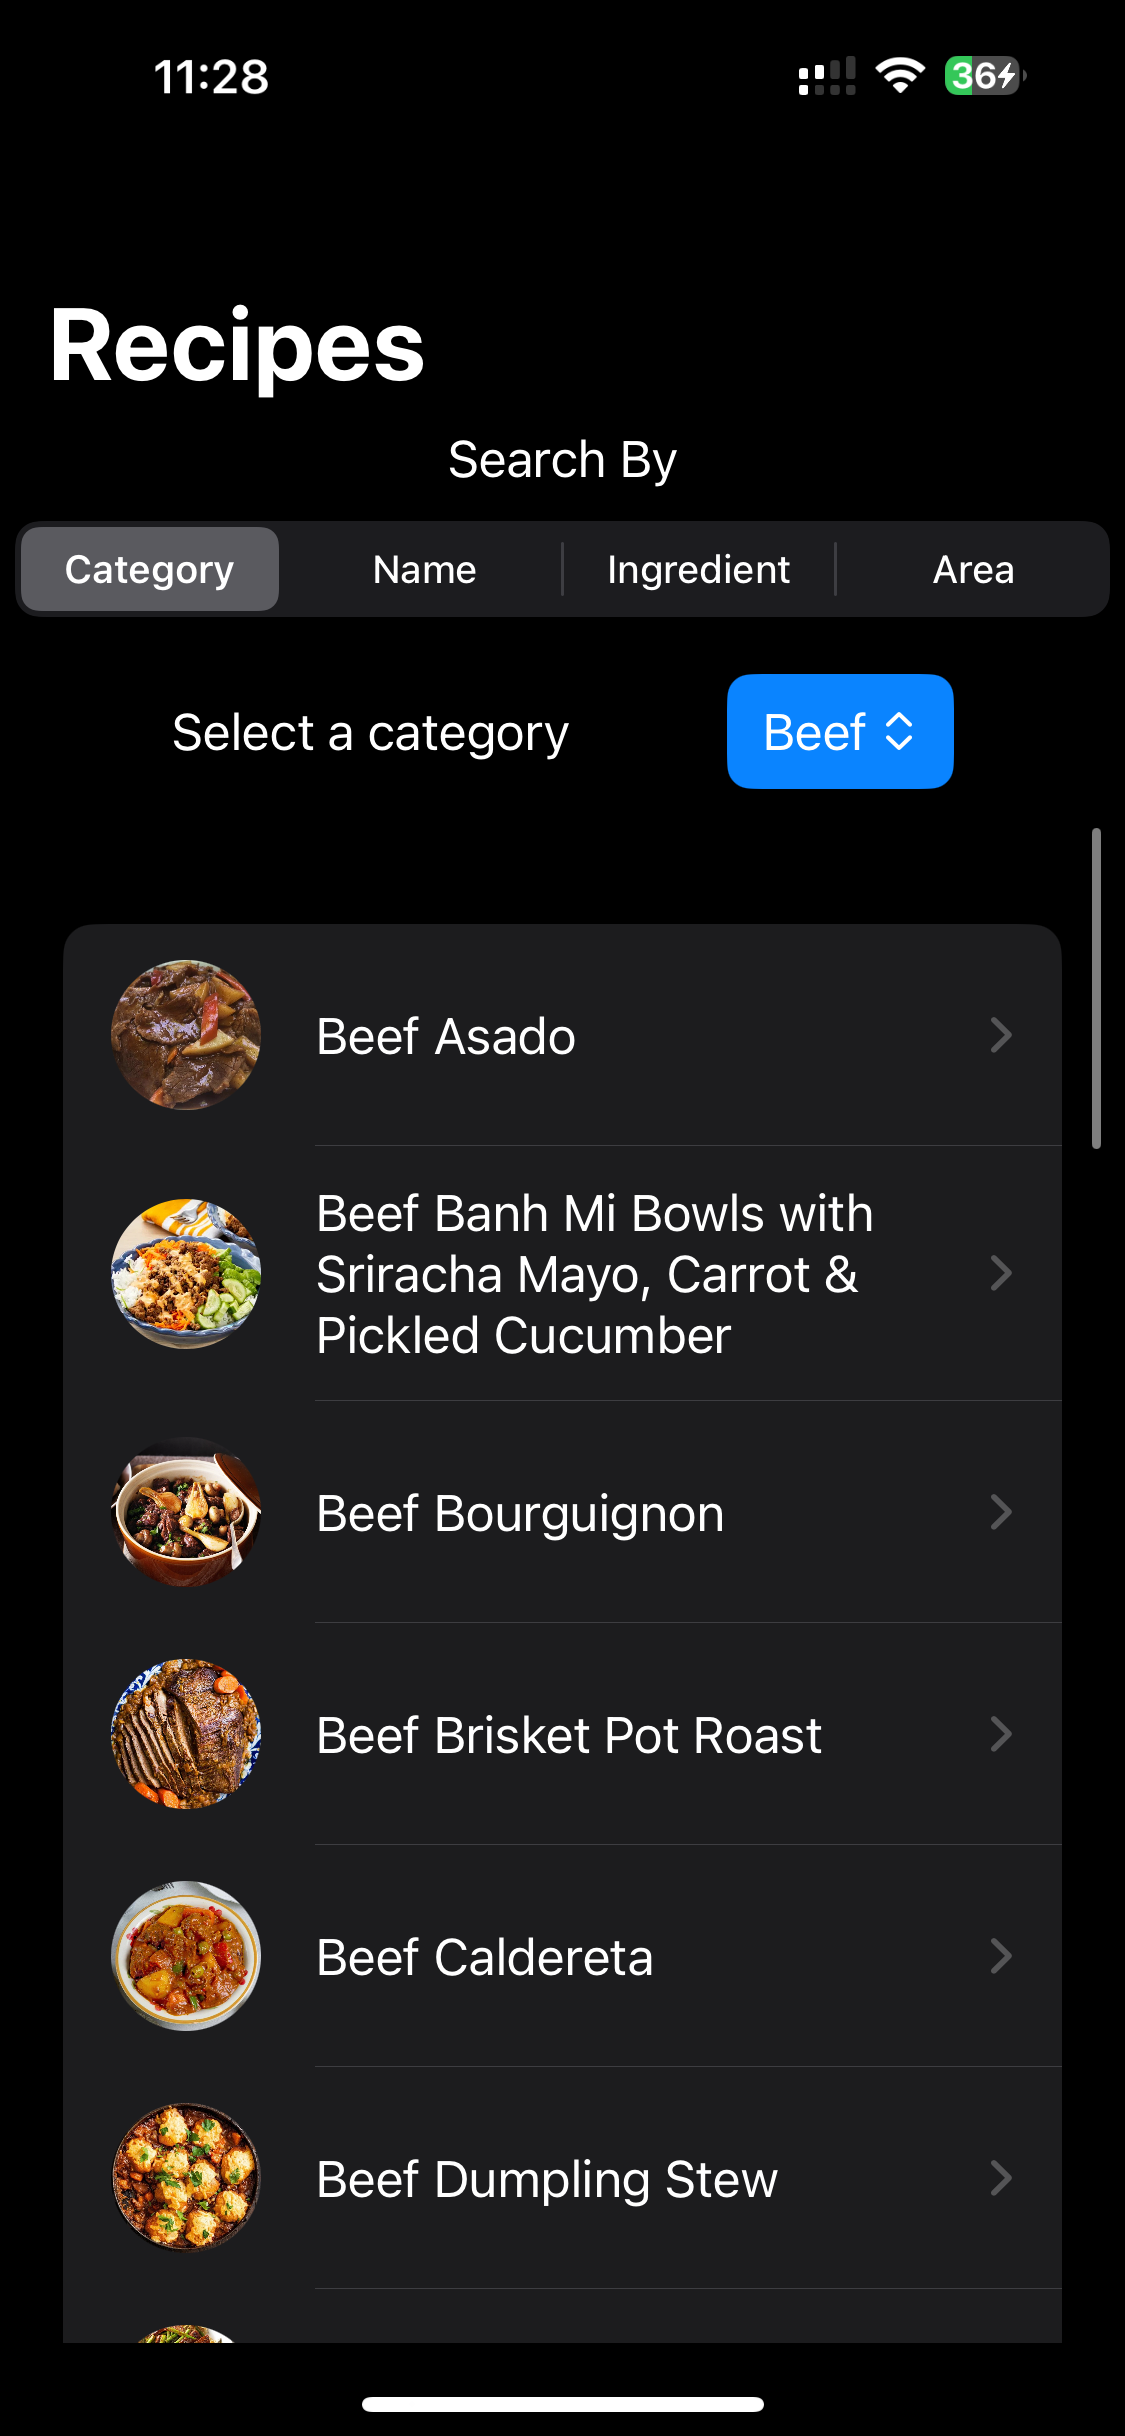 11:28
36
Recipes
Search By
Category
Name
Ingredient
Area
Select a category
Beef
Beef Asado
Beef Banh Mi Bowls with
Sriracha Mayo, Carrot &
Pickled Cucumber
Beef Bourguignon
Beef Brisket Pot Roast
Beef Caldereta
Beef Dumpling Stew